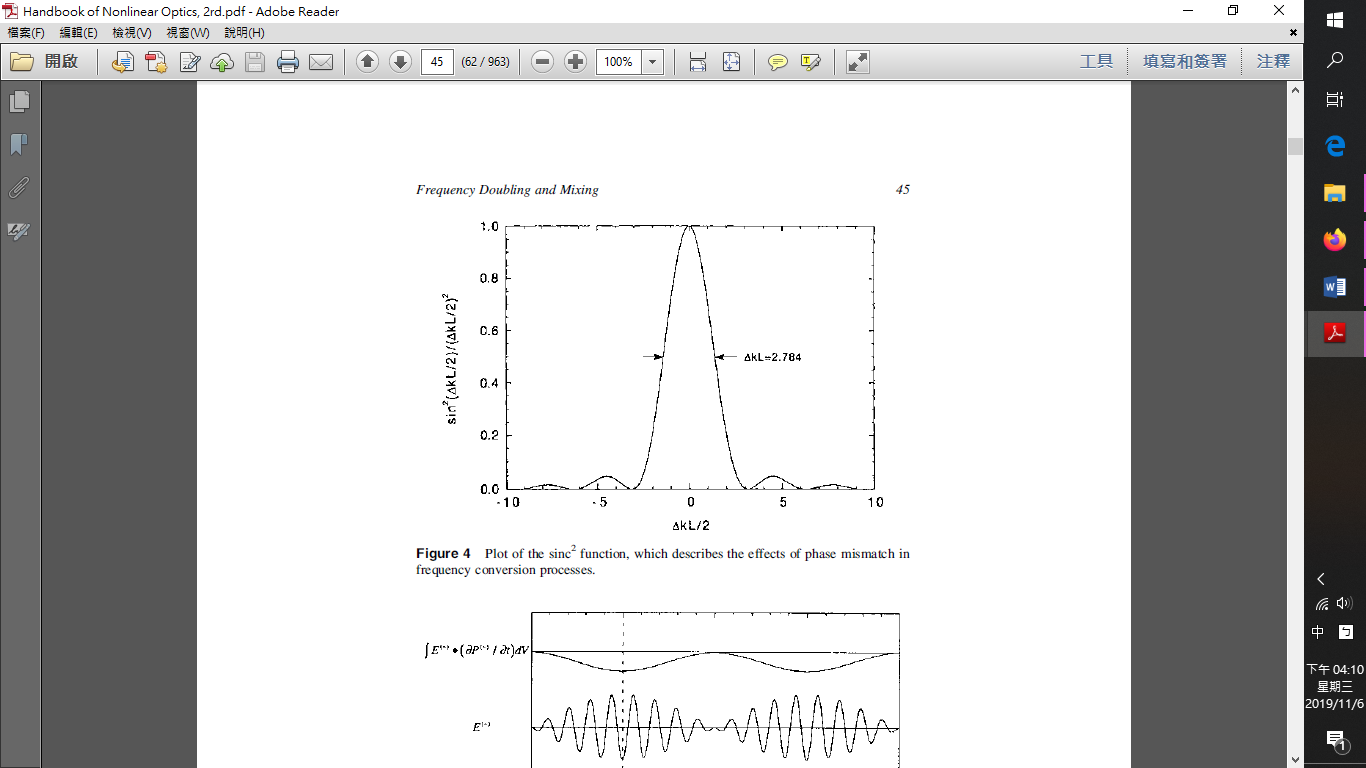 Handbook of Nonlinear Optics, 2rd.pdf - Adobe Reader
檔案(F) 編輯(E) 檢視(V) 視窗(W) 說明(H)
開啟 45 (62 / 963) 100% 工具 填寫和簽署 注釋
Frequency Doubling and Mixing 45
1.0
0.8
0.6
0.4
0.2
0.0
sin²(ΔkL/2)/(ΔkL/2)²
ΔkL=2.784
-10 -5 0 5 10
ΔkL/2
Figure 4 Plot of the sinc² function, which describes the effects of phase mismatch in
frequency conversion processes.
中 ㄅ
下午 04:10
星期三
2019/11/6
1